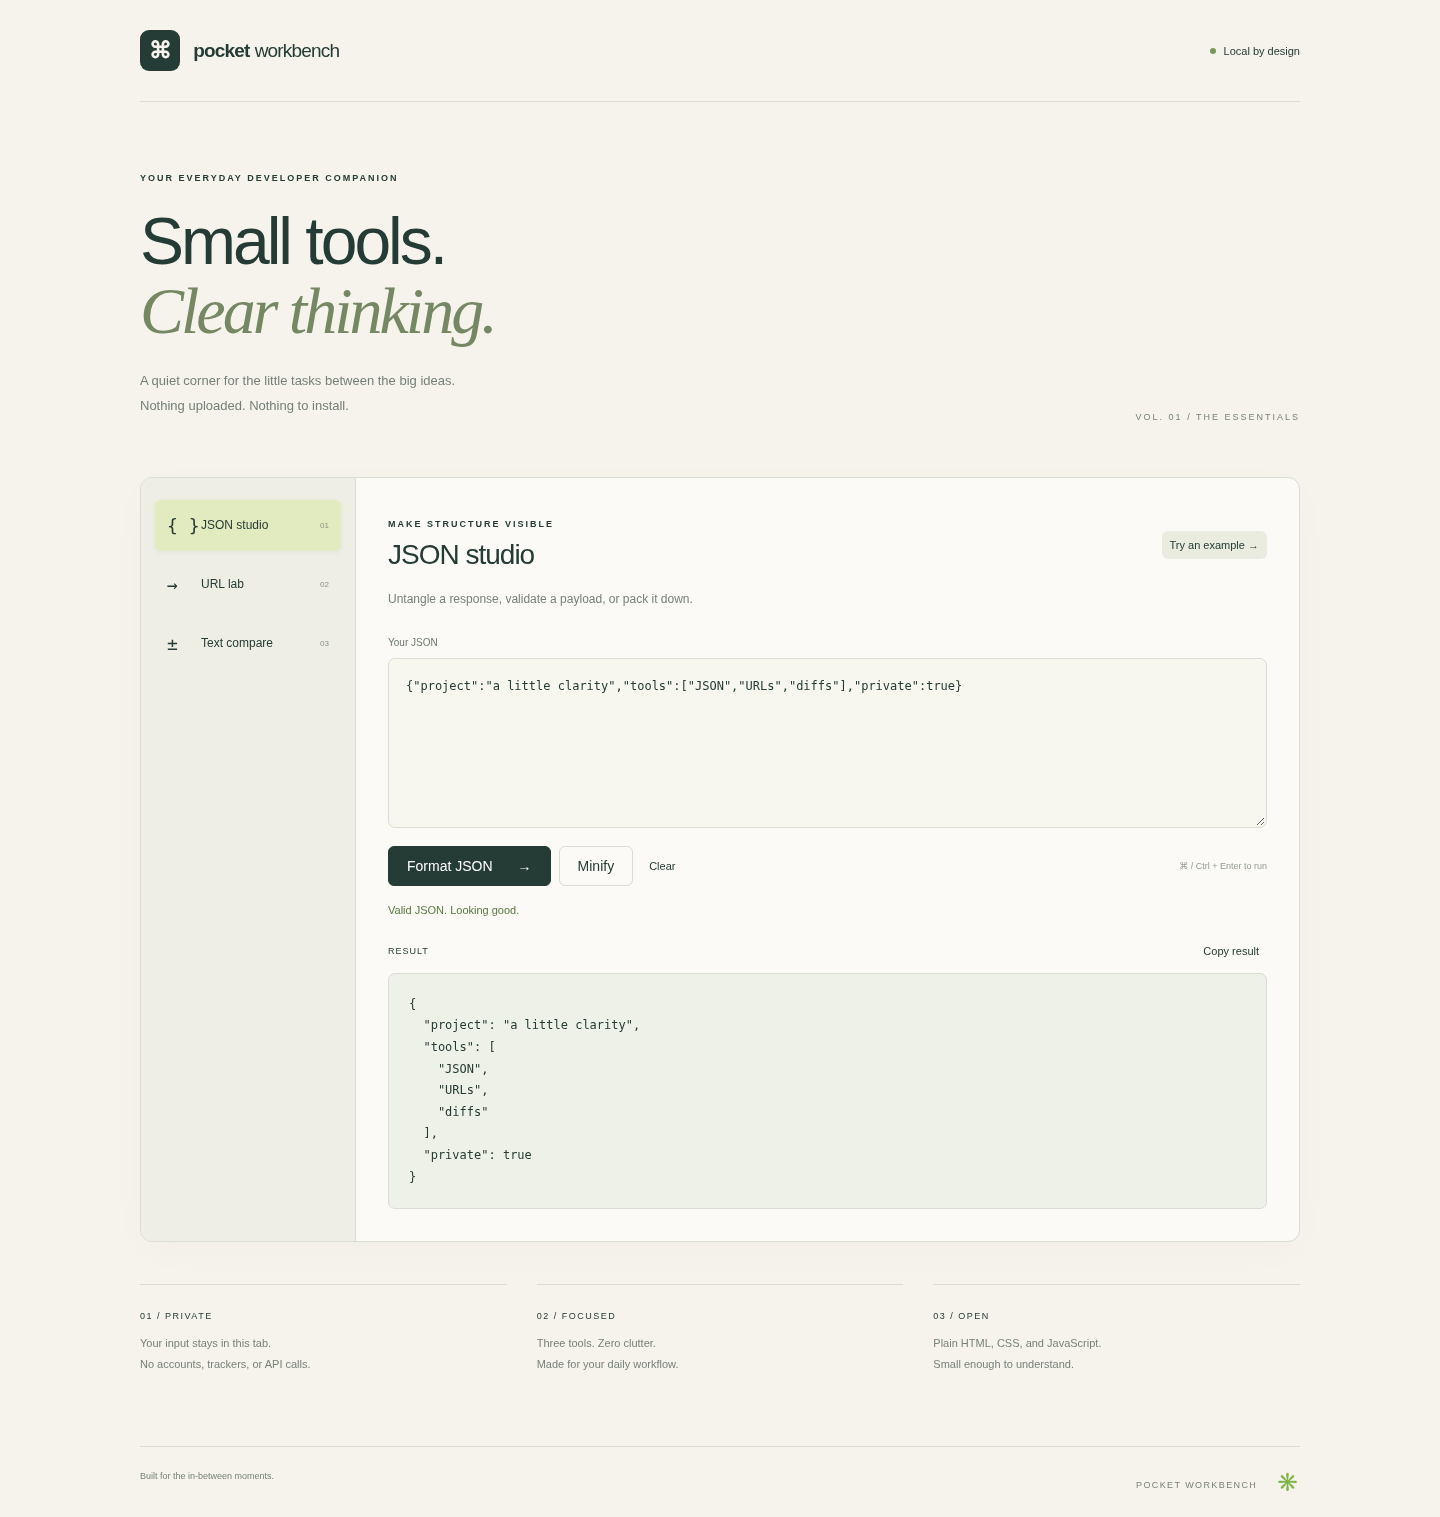 ⌘ pocket workbench
Local by design
YOUR EVERYDAY DEVELOPER COMPANION
Small tools.
Clear thinking.
A quiet corner for the little tasks between the big ideas.
Nothing uploaded. Nothing to install.
VOL. 01 / THE ESSENTIALS
{ } JSON studio 01
→ URL lab 02
± Text compare 03
MAKE STRUCTURE VISIBLE
JSON studio
Try an example →
Untangle a response, validate a payload, or pack it down.
Your JSON
{"project":"a little clarity","tools":["JSON","URLs","diffs"],"private":true}
Format JSON → Minify Clear ⌘ / Ctrl + Enter to run
Valid JSON. Looking good.
RESULT Copy result
{
  "project": "a little clarity",
  "tools": [
    "JSON",
    "URLs",
    "diffs"
  ],
  "private": true
}
01 / PRIVATE
Your input stays in this tab.
No accounts, trackers, or API calls.
02 / FOCUSED
Three tools. Zero clutter.
Made for your daily workflow.
03 / OPEN
Plain HTML, CSS, and JavaScript.
Small enough to understand.
Built for the in-between moments.
POCKET WORKBENCH